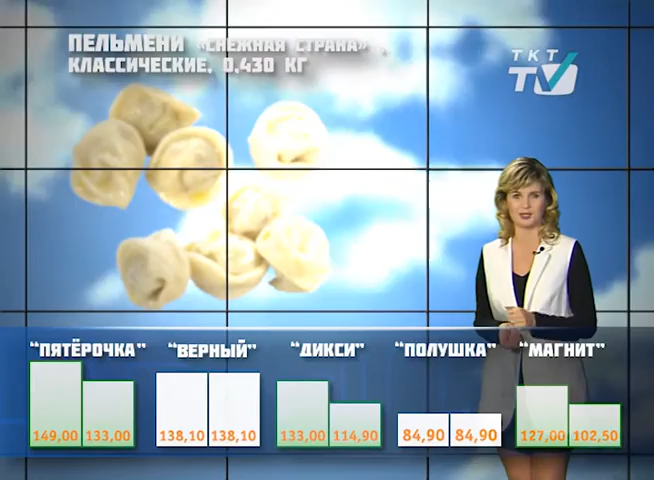 ПЕЛЬМЕНИ «СНЕЖНАЯ СТРАНА»,
КЛАССИЧЕСКИЕ, 0,430 КГ
ТКТ
TV
“ПЯТЁРОЧКА” “ВЕРНЫЙ” “ДИКСИ” “ПОЛУШКА” “МАГНИТ”
149,00 133,00 138,10 138,10 133,00 114,90 84,90 84,90 127,00 102,50